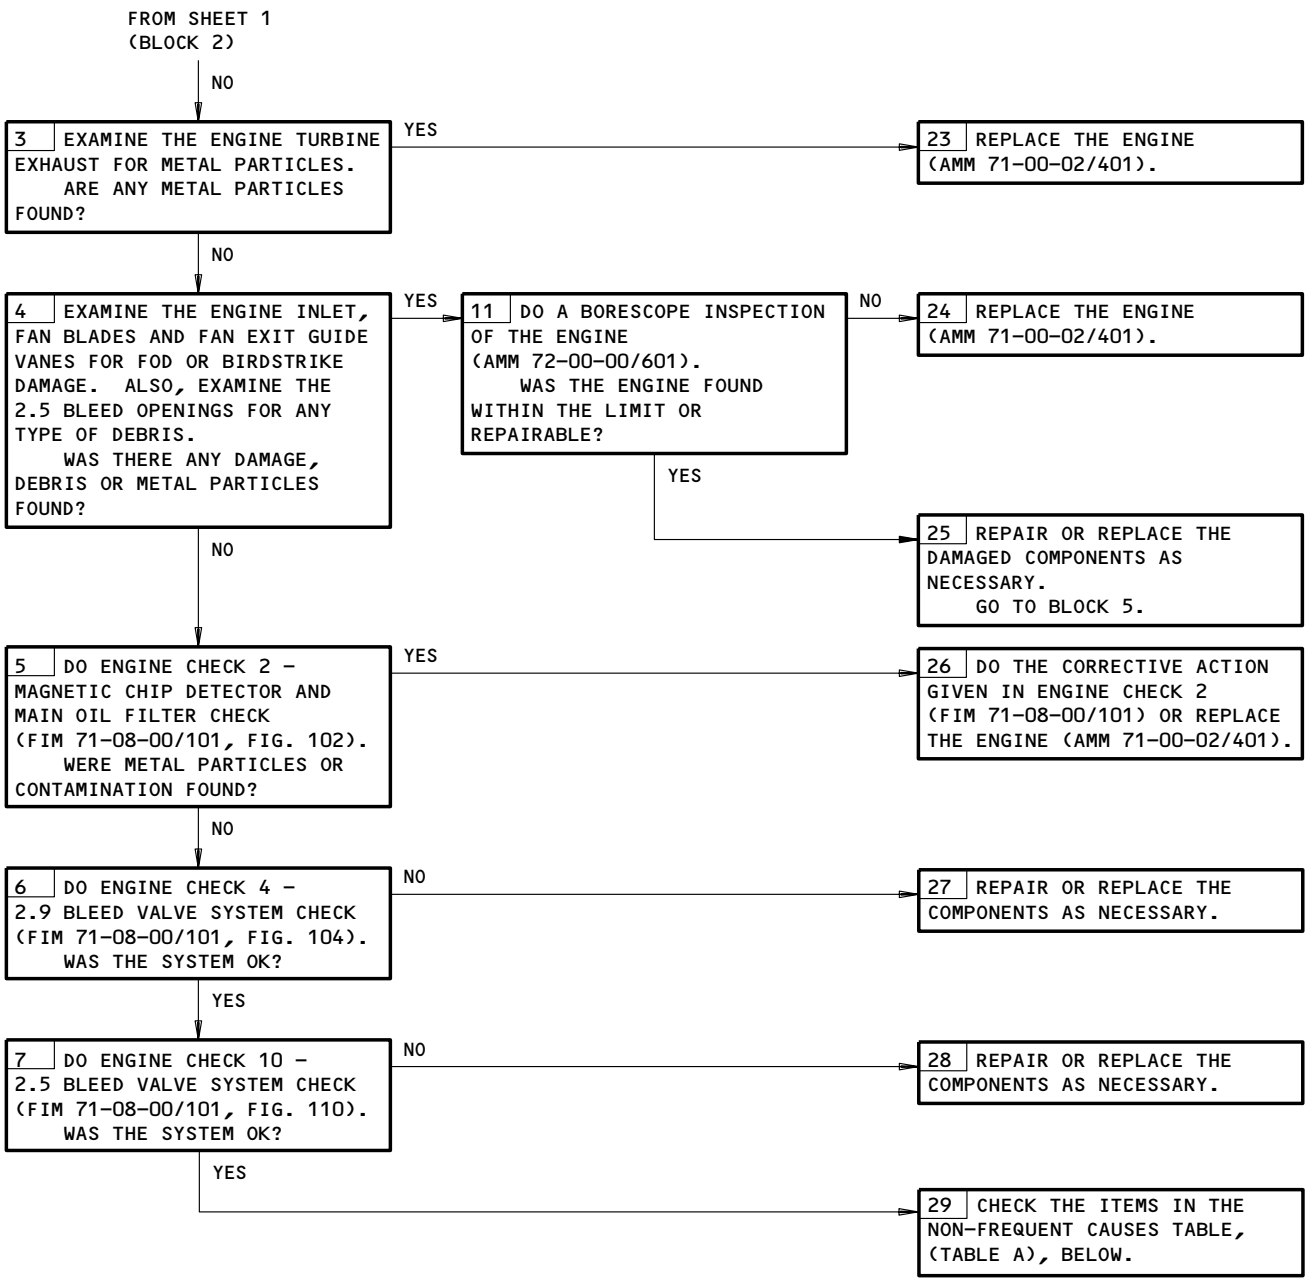 FROM SHEET 1
(BLOCK 2)
NO
3 EXAMINE THE ENGINE TURBINE
EXHAUST FOR METAL PARTICLES.
ARE ANY METAL PARTICLES
FOUND?
YES
23 REPLACE THE ENGINE
(AMM 71-00-02/401).
NO
4 EXAMINE THE ENGINE INLET,
FAN BLADES AND FAN EXIT GUIDE
VANES FOR FOD OR BIRDSTRIKE
DAMAGE. ALSO, EXAMINE THE
2.5 BLEED OPENINGS FOR ANY
TYPE OF DEBRIS.
WAS THERE ANY DAMAGE,
DEBRIS OR METAL PARTICLES
FOUND?
YES
11 DO A BORESCOPE INSPECTION
OF THE ENGINE
(AMM 72-00-00/601).
WAS THE ENGINE FOUND
WITHIN THE LIMIT OR
REPAIRABLE?
NO
24 REPLACE THE ENGINE
(AMM 71-00-02/401).
YES
25 REPAIR OR REPLACE THE
DAMAGED COMPONENTS AS
NECESSARY.
GO TO BLOCK 5.
NO
5 DO ENGINE CHECK 2 -
MAGNETIC CHIP DETECTOR AND
MAIN OIL FILTER CHECK
(FIM 71-08-00/101, FIG. 102).
WERE METAL PARTICLES OR
CONTAMINATION FOUND?
YES
26 DO THE CORRECTIVE ACTION
GIVEN IN ENGINE CHECK 2
(FIM 71-08-00/101) OR REPLACE
THE ENGINE (AMM 71-00-02/401).
NO
6 DO ENGINE CHECK 4 -
2.9 BLEED VALVE SYSTEM CHECK
(FIM 71-08-00/101, FIG. 104).
WAS THE SYSTEM OK?
NO
27 REPAIR OR REPLACE THE
COMPONENTS AS NECESSARY.
YES
7 DO ENGINE CHECK 10 -
2.5 BLEED VALVE SYSTEM CHECK
(FIM 71-08-00/101, FIG. 110).
WAS THE SYSTEM OK?
NO
28 REPAIR OR REPLACE THE
COMPONENTS AS NECESSARY.
YES
29 CHECK THE ITEMS IN THE
NON-FREQUENT CAUSES TABLE,
(TABLE A), BELOW.